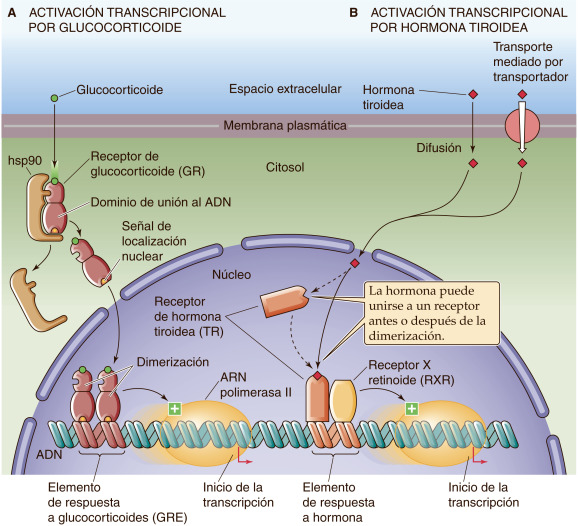 A ACTIVACIÓN TRANSCRIPCIONAL
POR GLUCOCORTICOIDE
B ACTIVACIÓN TRANSCRIPCIONAL
POR HORMONA TIROIDEA
Transporte
mediado por
transportador
Glucocorticoide
Espacio extracelular
Hormona
tiroidea
Membrana plasmática
hsp90
Receptor de
glucocorticoide (GR)
Citosol
Difusión
Dominio de unión al ADN
Señal de
localización
nuclear
Núcleo
Receptor
de hormona
tiroidea (TR)
La hormona puede
unirse a un receptor
antes o después de la
dimerización.
Dimerización
ARN
polimerasa II
Receptor X
retinoide (RXR)
ADN
Elemento
de respuesta
a glucocorticoides (GRE)
Inicio de la
transcripción
Elemento
de respuesta
a hormona
Inicio de la
transcripción